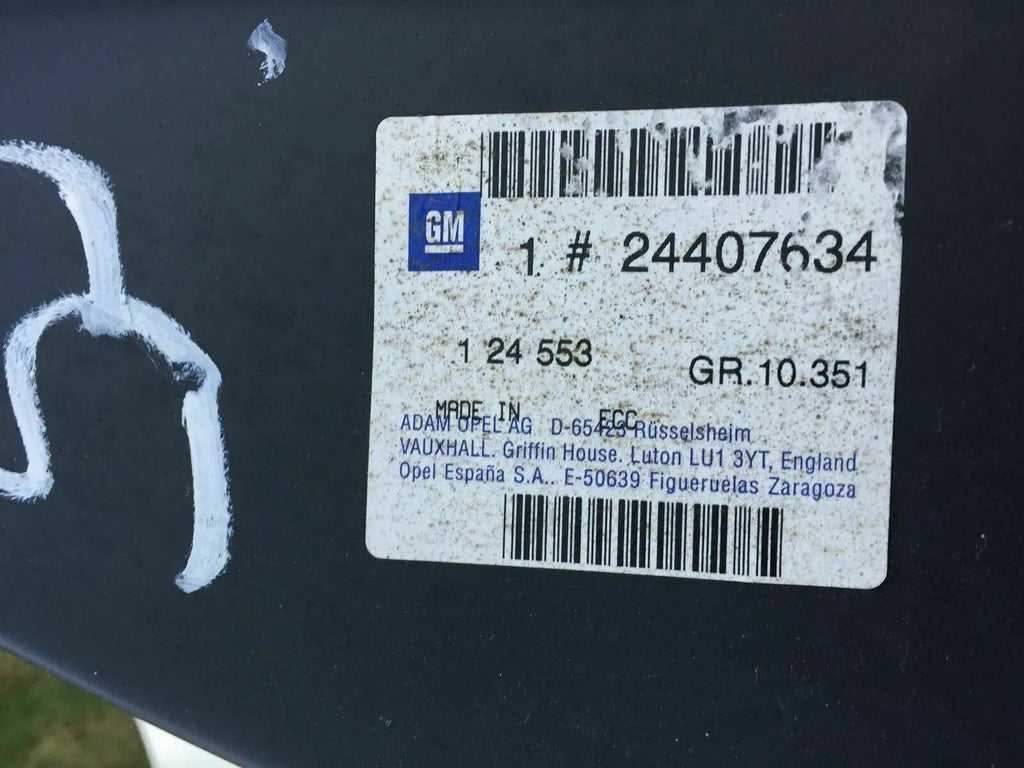 GM
1 # 24407634
1 24 553
GR.10.351
MADE IN EGC
ADAM OPEL AG D-65423 Rüsselsheim
VAUXHALL. Griffin House. Luton LU1 3YT, England
Opel España S.A.. E-50639 Figueruelas Zaragoza